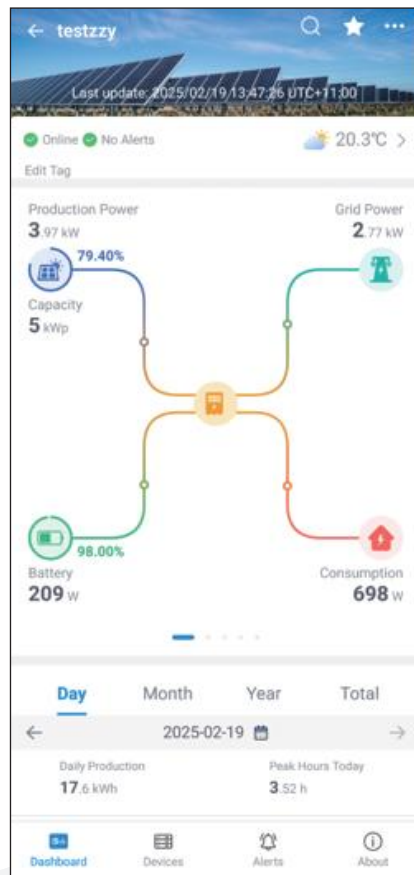 testzzy
Last update: 2025/02/19 13:47:26 UTC+11:00
Online No Alerts 20.3℃
Edit Tag
Production Power Grid Power
3.97 kW 2.77 kW
79.40%
Capacity
5 kWp
98.00%
Battery Consumption
209 W 698 W
Day Month Year Total
2025-02-19
Daily Production Peak Hours Today
17.6 kWh 3.52 h
Dashboard Devices Alerts About